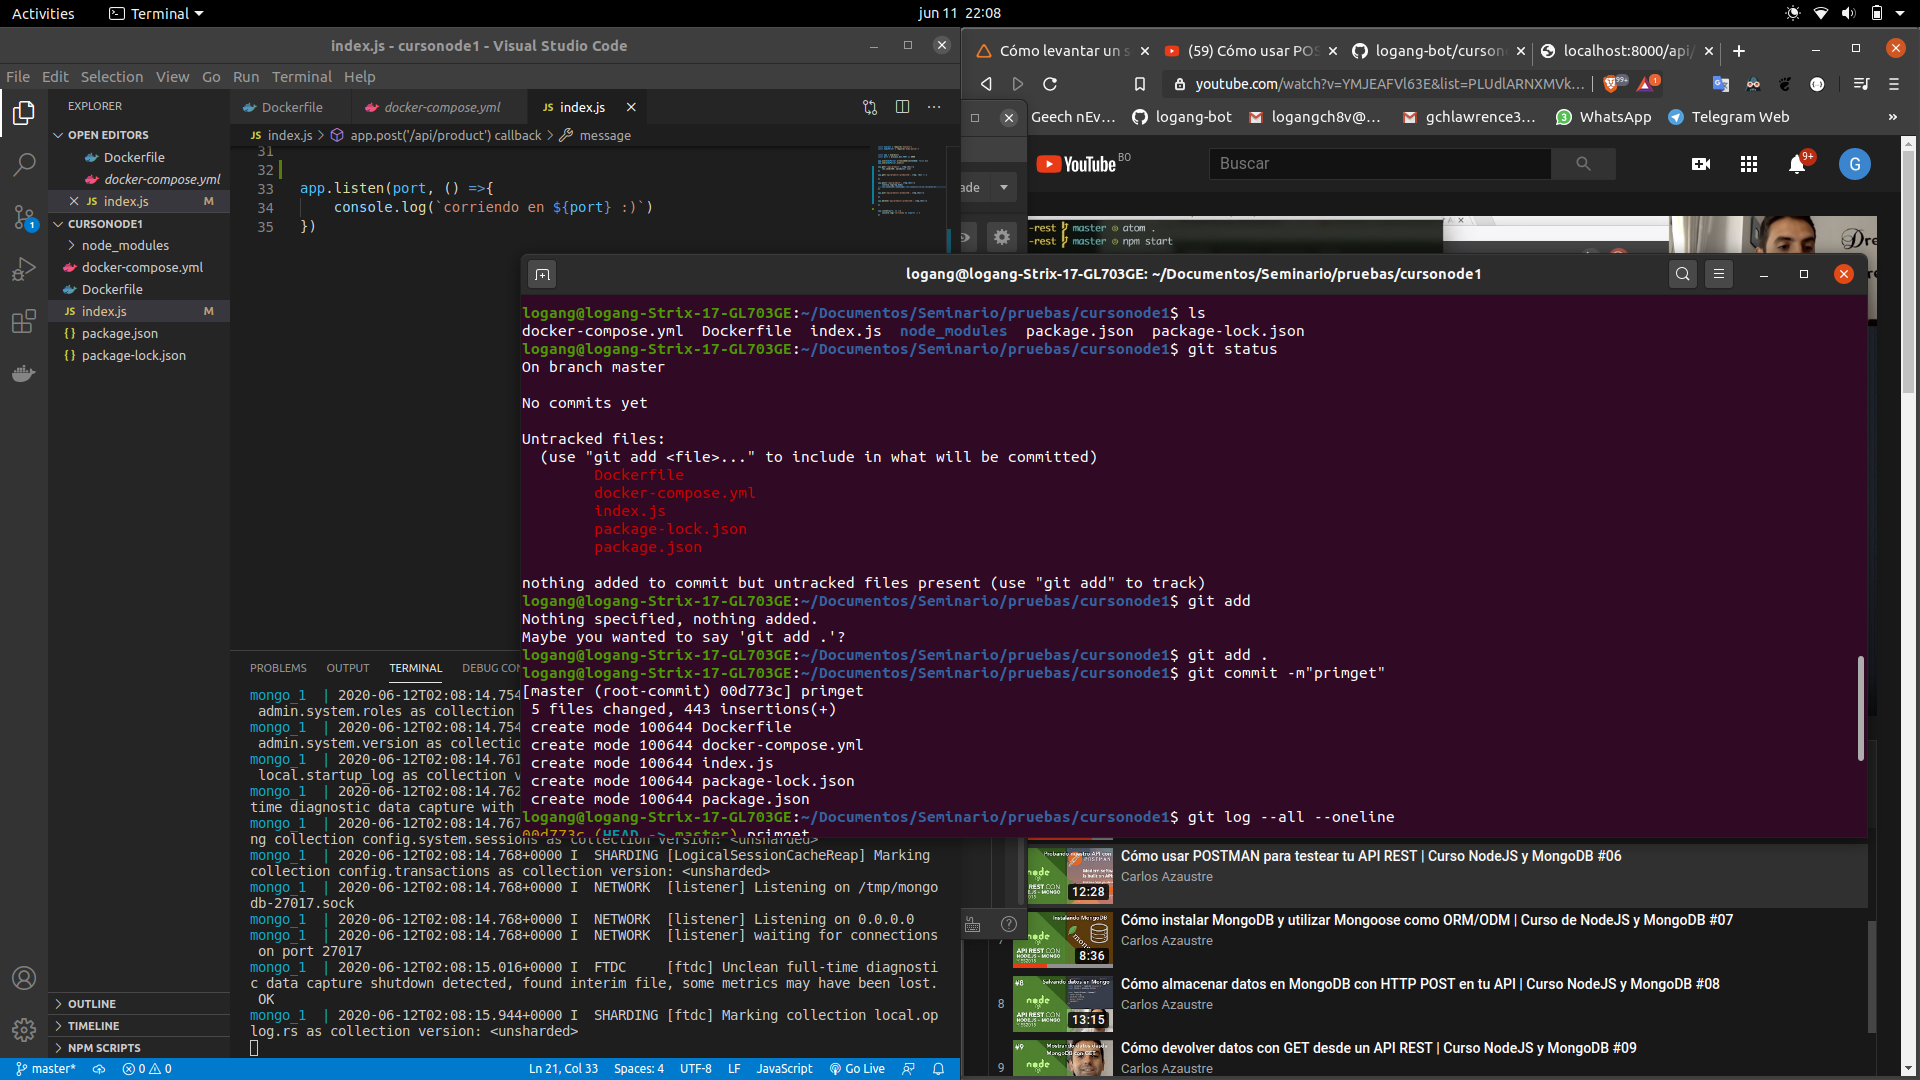 Activities
Terminal
jun 11 22:08
index.js - cursonode1 - Visual Studio Code
File Edit Selection View Go Run Terminal Help
EXPLORER
OPEN EDITORS
Dockerfile
docker-compose.yml
index.js M
CURSONODE1
node_modules
docker-compose.yml
Dockerfile
index.js M
package.json
package-lock.json
OUTLINE
TIMELINE
NPM SCRIPTS
1
Dockerfile
docker-compose.yml
index.js
index.js > app.post('/api/product') callback > message
31
32
33 app.listen(port, () =>{
34 console.log(`corriendo en ${port} :)`)
35 })
PROBLEMS OUTPUT TERMINAL DEBUG CON
mongo_1 | 2020-06-12T02:08:14.754
admin.system.roles as collection
mongo_1 | 2020-06-12T02:08:14.754
admin.system.version as collectio
mongo_1 | 2020-06-12T02:08:14.761
local.startup_log as collection v
mongo_1 | 2020-06-12T02:08:14.762
time diagnostic data capture with
mongo_1 | 2020-06-12T02:08:14.767
ng collection config.system.sessions as collection version: <unsharded>
mongo_1 | 2020-06-12T02:08:14.768+0000 I SHARDING [LogicalSessionCacheReap] Marking
collection config.transactions as collection version: <unsharded>
mongo_1 | 2020-06-12T02:08:14.768+0000 I NETWORK [listener] Listening on /tmp/mongo
db-27017.sock
mongo_1 | 2020-06-12T02:08:14.768+0000 I NETWORK [listener] Listening on 0.0.0.0
mongo_1 | 2020-06-12T02:08:14.768+0000 I NETWORK [listener] waiting for connections
on port 27017
mongo_1 | 2020-06-12T02:08:15.016+0000 I FTDC [ftdc] Unclean full-time diagnosti
c data capture shutdown detected, found interim file, some metrics may have been lost.
OK
mongo_1 | 2020-06-12T02:08:15.944+0000 I SHARDING [ftdc] Marking collection local.op
log.rs as collection version: <unsharded>
master* 0 0 Ln 21, Col 33 Spaces: 4 UTF-8 LF JavaScript Go Live
logang@logang-Strix-17-GL703GE: ~/Documentos/Seminario/pruebas/cursonode1
logang@logang-Strix-17-GL703GE:~/Documentos/Seminario/pruebas/cursonode1$ ls
docker-compose.yml Dockerfile index.js node_modules package.json package-lock.json
logang@logang-Strix-17-GL703GE:~/Documentos/Seminario/pruebas/cursonode1$ git status
On branch master
No commits yet
Untracked files:
(use "git add <file>..." to include in what will be committed)
Dockerfile
docker-compose.yml
index.js
package-lock.json
package.json
nothing added to commit but untracked files present (use "git add" to track)
logang@logang-Strix-17-GL703GE:~/Documentos/Seminario/pruebas/cursonode1$ git add
Nothing specified, nothing added.
Maybe you wanted to say 'git add .'?
logang@logang-Strix-17-GL703GE:~/Documentos/Seminario/pruebas/cursonode1$ git add .
logang@logang-Strix-17-GL703GE:~/Documentos/Seminario/pruebas/cursonode1$ git commit -m"primget"
[master (root-commit) 00d773c] primget
5 files changed, 443 insertions(+)
create mode 100644 Dockerfile
create mode 100644 docker-compose.yml
create mode 100644 index.js
create mode 100644 package-lock.json
create mode 100644 package.json
logang@logang-Strix-17-GL703GE:~/Documentos/Seminario/pruebas/cursonode1$ git log --all --oneline
00d773c (HEAD -> master) primget
Cómo levantar un s
(59) Cómo usar POS
logang-bot/curson
localhost:8000/api/
youtube.com/watch?v=YMJEAFVl63E&list=PLUdlARNXMVk...
99+
1
Geech nEv...
logang-bot
logangch8v@...
gchlawrence3...
WhatsApp
Telegram Web
»
YouTube BO
Buscar
9+
G
ade
-rest master atom .
-rest master npm start
12:28
Cómo usar POSTMAN para testear tu API REST | Curso NodeJS y MongoDB #06
Carlos Azaustre
Instalando MongoDB
8:36
Cómo instalar MongoDB y utilizar Mongoose como ORM/ODM | Curso de NodeJS y MongoDB #07
Carlos Azaustre
8
#8
13:15
Cómo almacenar datos en MongoDB con HTTP POST en tu API | Curso NodeJS y MongoDB #08
Carlos Azaustre
9
#9
Cómo devolver datos con GET desde un API REST | Curso NodeJS y MongoDB #09
Carlos Azaustre